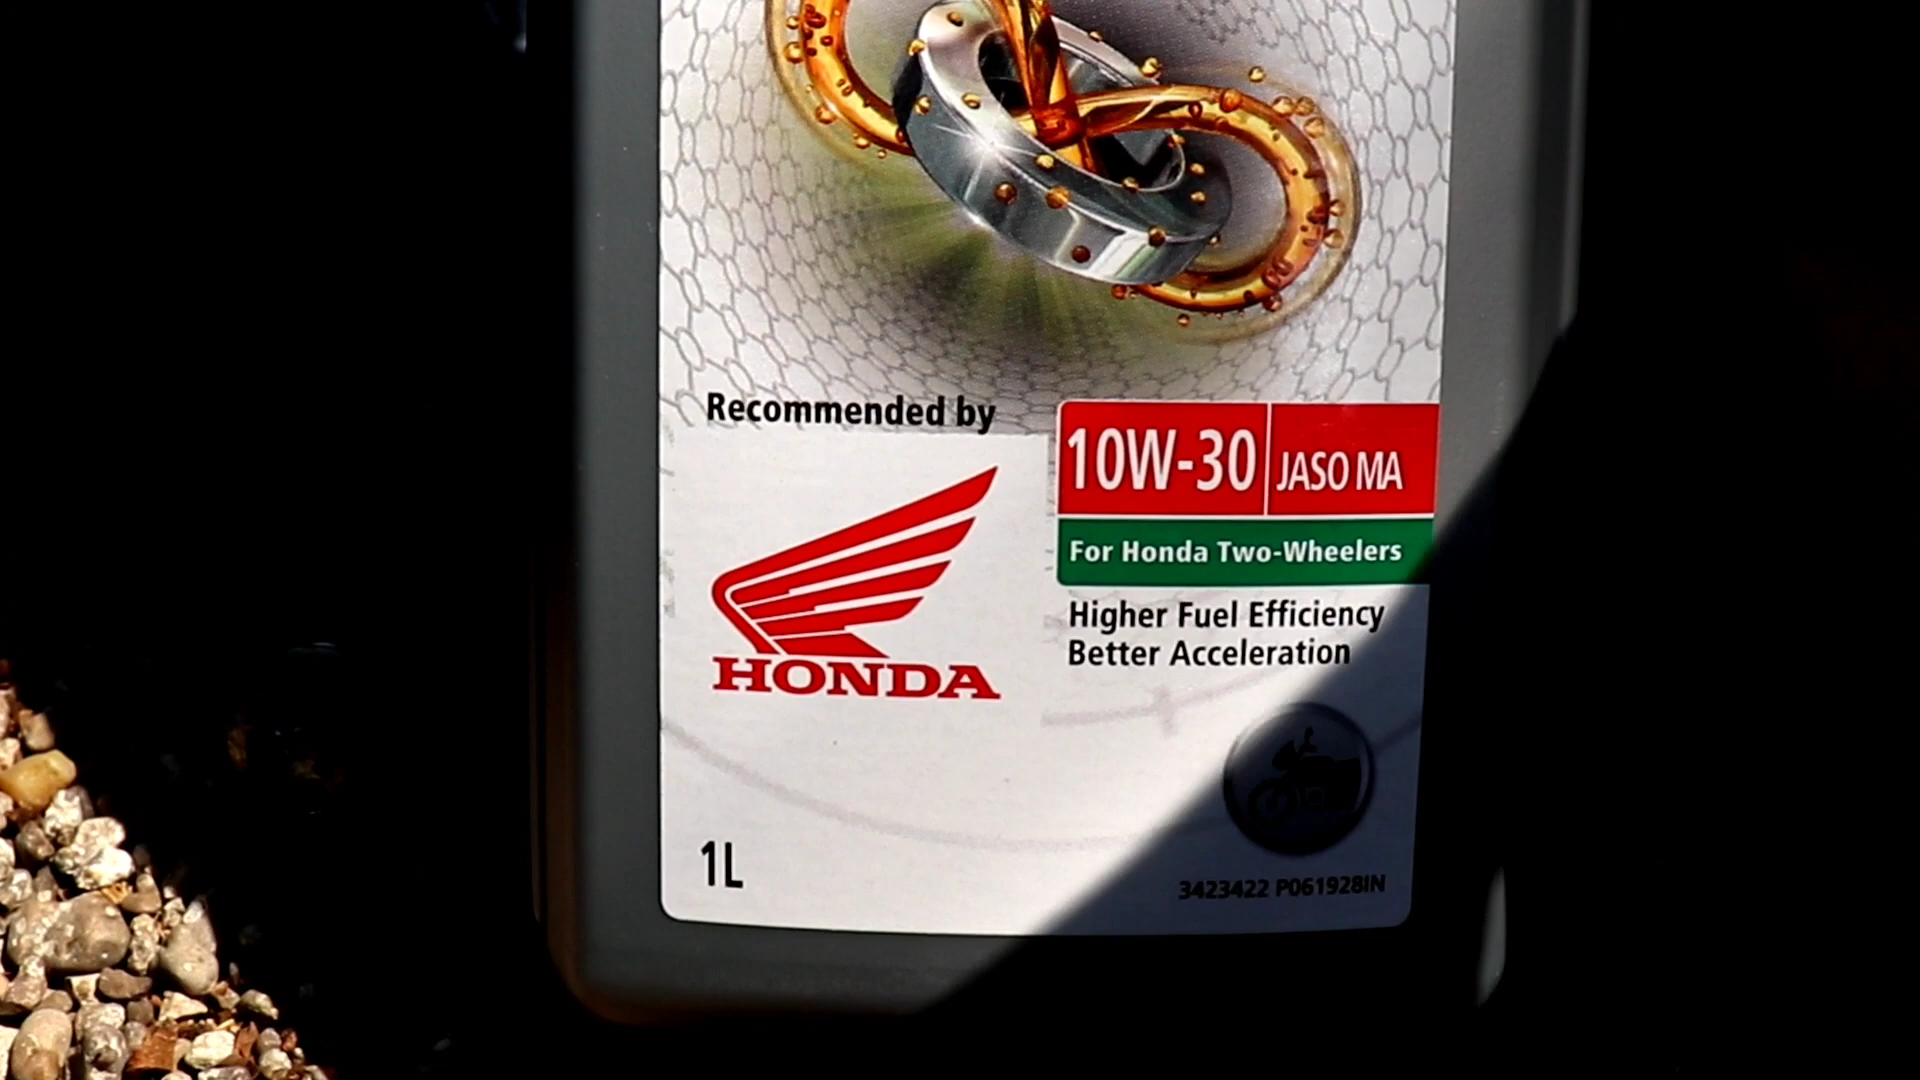 Recommended by
HONDA
10W-30 JASO MA
For Honda Two-Wheelers
Higher Fuel Efficiency
Better Acceleration
1L
3423422 P061928IN